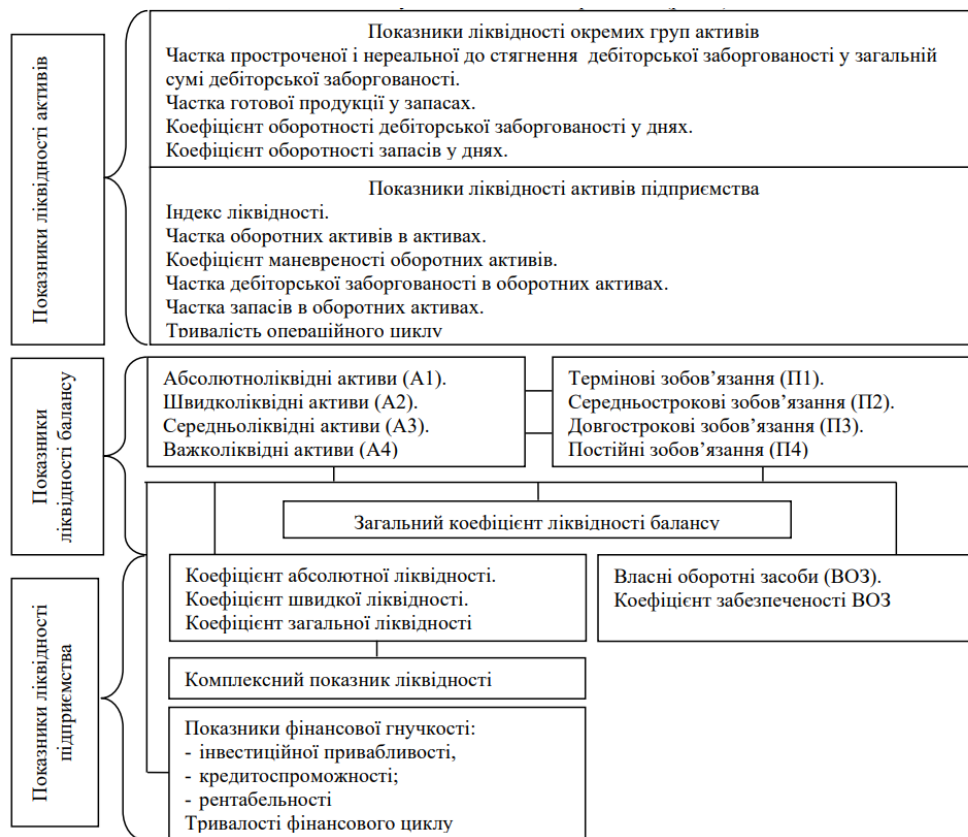 Показники ліквідності активів
Показники ліквідності окремих груп активів
Частка простроченої і нереальної до стягнення дебіторської заборгованості у загальній
сумі дебіторської заборгованості.
Частка готової продукції у запасах.
Коефіцієнт оборотності дебіторської заборгованості у днях.
Коефіцієнт оборотності запасів у днях.
Показники ліквідності активів підприємства
Індекс ліквідності.
Частка оборотних активів в активах.
Коефіцієнт маневреності оборотних активів.
Частка дебіторської заборгованості в оборотних активах.
Частка запасів в оборотних активах.
Тривалість операційного циклу
Показники
ліквідності балансу
Абсолютноліквідні активи (А1).
Швидколіквідні активи (А2).
Середньоліквідні активи (А3).
Важколіквідні активи (А4)
Термінові зобов’язання (П1).
Середньострокові зобов’язання (П2).
Довгострокові зобов’язання (П3).
Постійні зобов’язання (П4)
Загальний коефіцієнт ліквідності балансу
Показники ліквідності
підприємства
Коефіцієнт абсолютної ліквідності.
Коефіцієнт швидкої ліквідності.
Коефіцієнт загальної ліквідності
Власні оборотні засоби (ВОЗ).
Коефіцієнт забезпеченості ВОЗ
Комплексний показник ліквідності
Показники фінансової гнучкості:
- інвестиційної привабливості,
- кредитоспроможності;
- рентабельності
Тривалості фінансового циклу